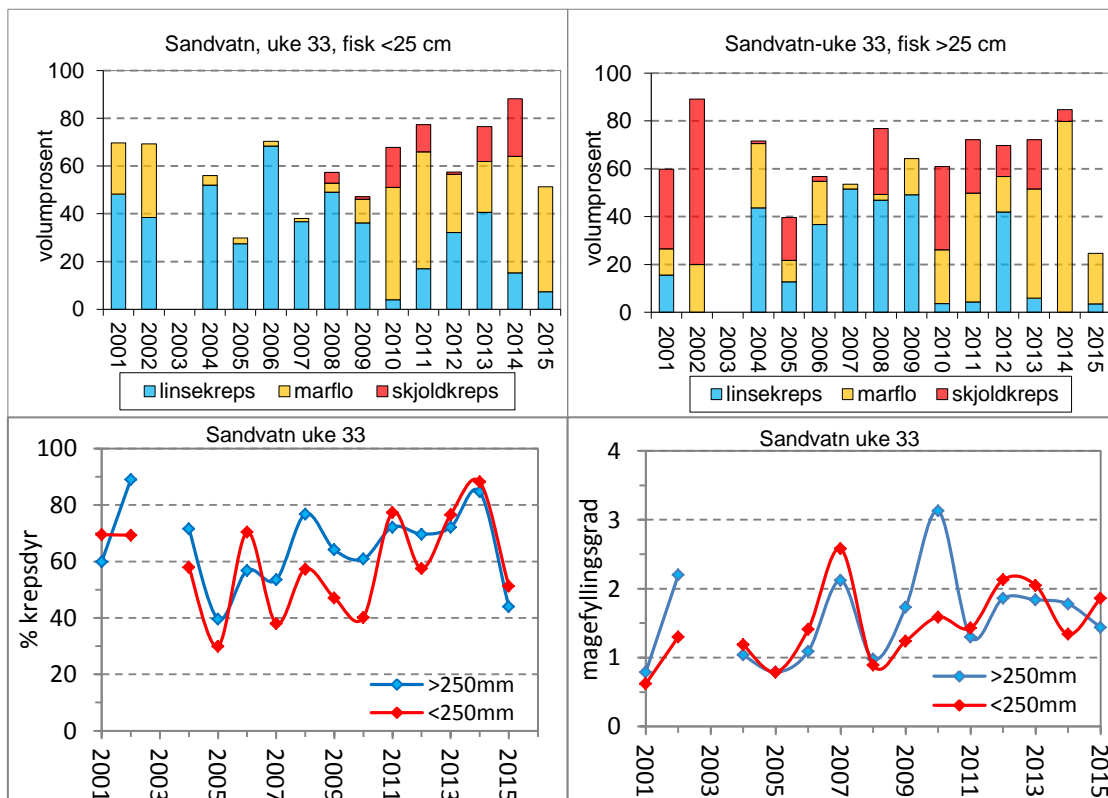 Sandvatn, uke 33, fisk <25 cm
100
80
60
40
20
0
volumprosent
2001 2002 2003 2004 2005 2006 2007 2008 2009 2010 2011 2012 2013 2014 2015
linsekreps marflo skjoldkreps
Sandvatn-uke 33, fisk >25 cm
100
80
60
40
20
0
volumprosent
2001 2002 2003 2004 2005 2006 2007 2008 2009 2010 2011 2012 2013 2014 2015
linsekreps marflo skjoldkreps
Sandvatn uke 33
100
80
60
40
20
0
% krepsdyr
>250mm
<250mm
2001 2003 2005 2007 2009 2011 2013 2015
Sandvatn uke 33
4
3
2
1
0
magefyllingsgrad
>250mm
<250mm
2001 2003 2005 2007 2009 2011 2013 2015